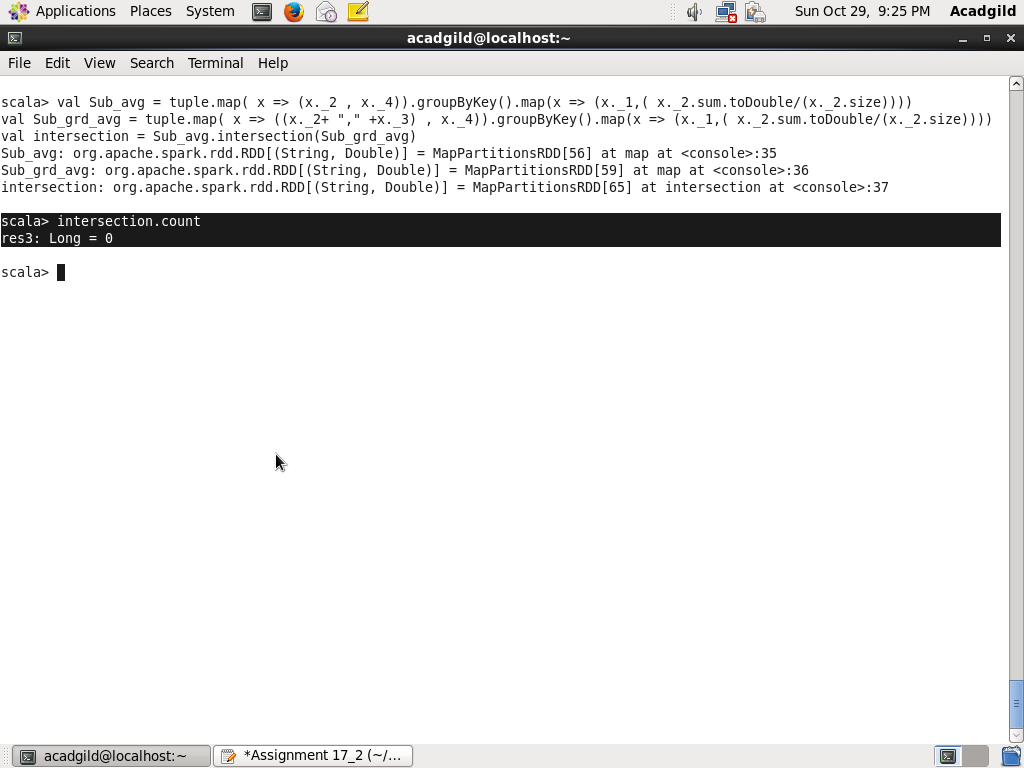 Applications Places System Sun Oct 29, 9:25 PM Acadgild
acadgild@localhost:~
File Edit View Search Terminal Help
scala> val Sub_avg = tuple.map( x => (x._2 , x._4)).groupByKey().map(x => (x._1,( x._2.sum.toDouble/(x._2.size))))
val Sub_grd_avg = tuple.map( x => ((x._2+ "," +x._3) , x._4)).groupByKey().map(x => (x._1,( x._2.sum.toDouble/(x._2.size))))
val intersection = Sub_avg.intersection(Sub_grd_avg)
Sub_avg: org.apache.spark.rdd.RDD[(String, Double)] = MapPartitionsRDD[56] at map at <console>:35
Sub_grd_avg: org.apache.spark.rdd.RDD[(String, Double)] = MapPartitionsRDD[59] at map at <console>:36
intersection: org.apache.spark.rdd.RDD[(String, Double)] = MapPartitionsRDD[65] at intersection at <console>:37
scala> intersection.count
res3: Long = 0
scala>
acadgild@localhost:~ *Assignment 17_2 (~/...